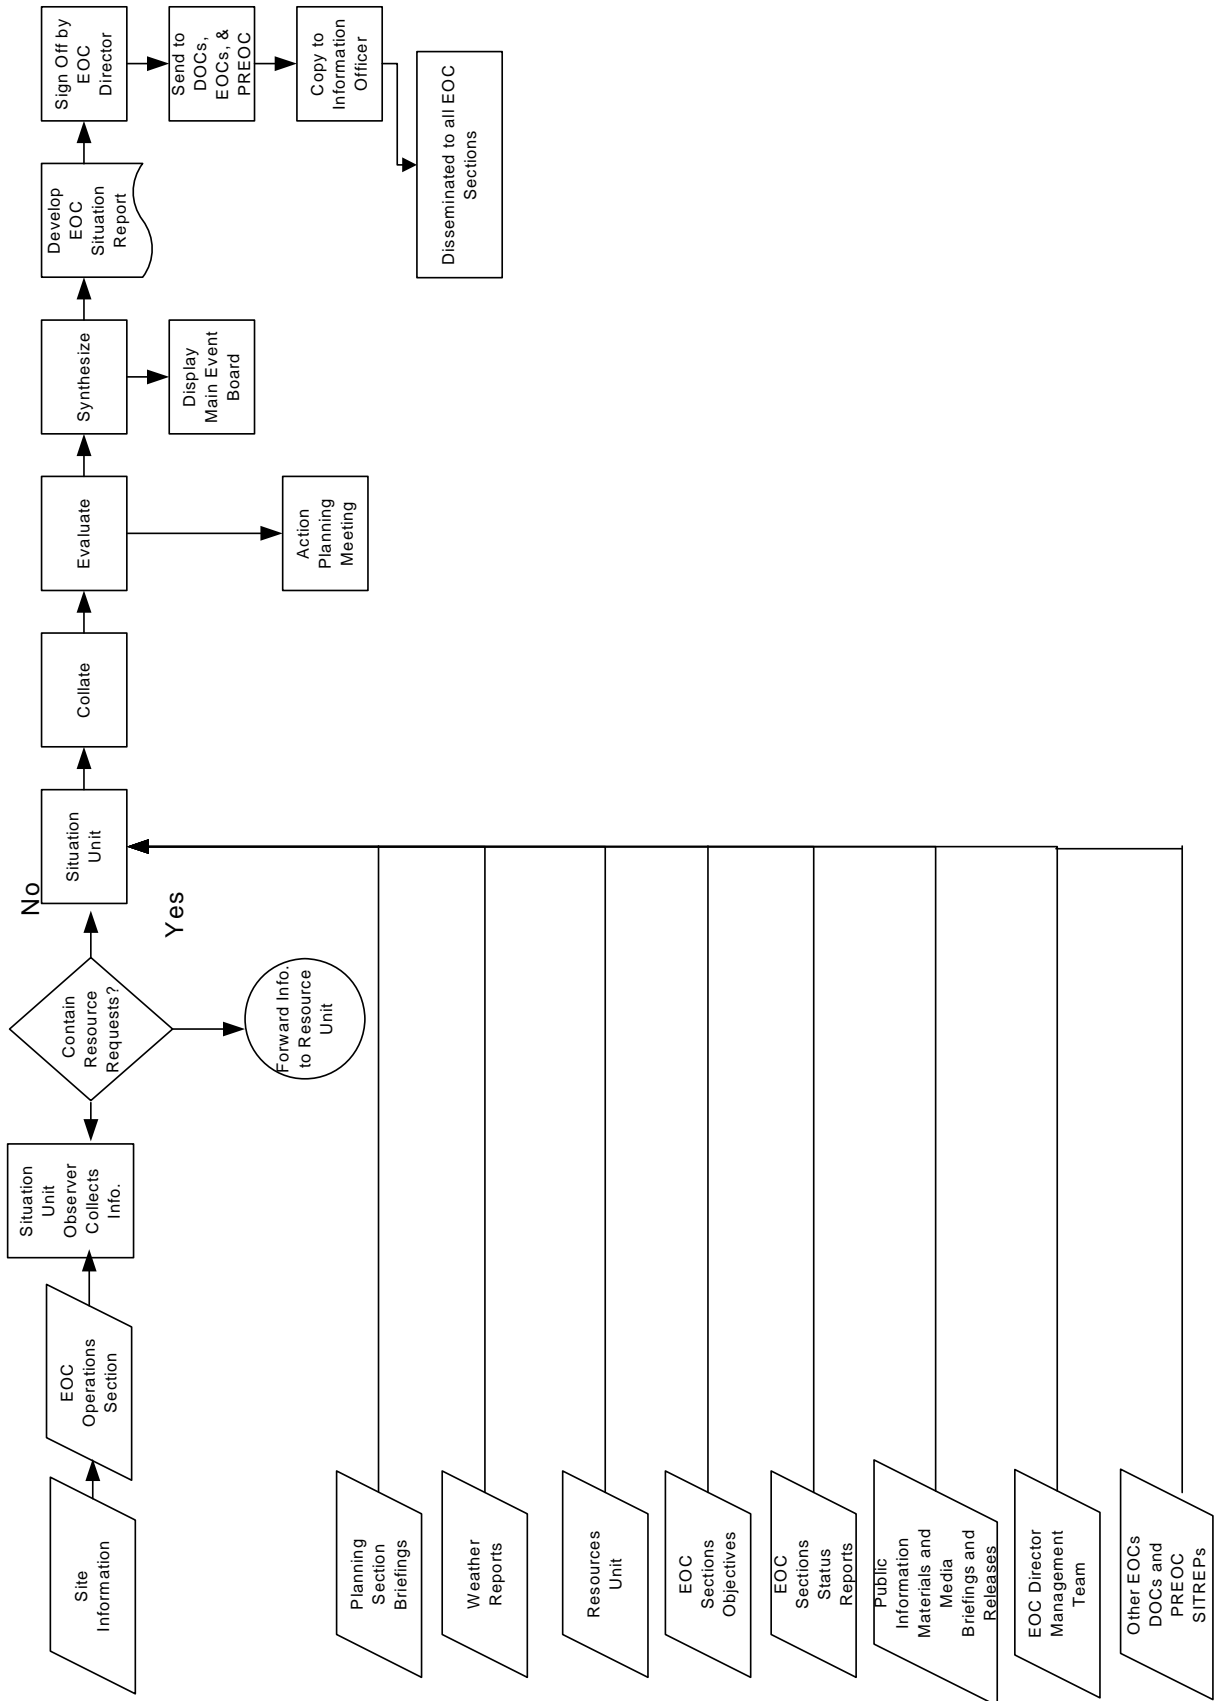 Site
Information
EOC
Operations
Section
Situation
Unit
Observer
Collects
Info.
Contain
Resource
Requests?
No
Yes
Forward Info.
to Resource
Unit
Situation
Unit
Collate
Evaluate
Action
Planning
Meeting
Synthesize
Display
Main Event
Board
Develop
EOC
Situation
Report
Sign Off by
EOC
Director
Send to
DOCs,
EOCs, &
PREOC
Copy to
Information
Officer
Disseminated to all EOC
Sections
Planning
Section
Briefings
Weather
Reports
Resources
Unit
EOC
Sections
Objectives
EOC
Sections
Status
Reports
Public
Information
Materials and
Media
Briefings and
Releases
EOC Director
Management
Team
Other EOCs
DOCs and
PREOC
SITREPs